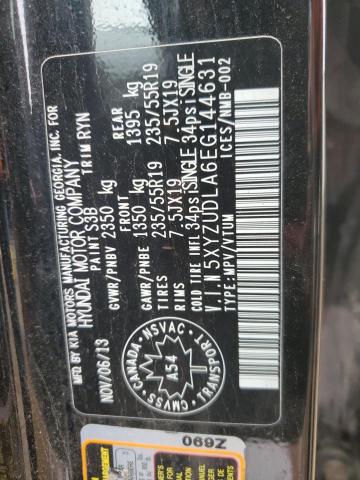 MFD BY KIA MOTORS MANUFACTURING GEORGIA, INC. FOR
HYUNDAI MOTOR COMPANY
NOV/06/13 PAINT S3B TRIM RYN
GVWR/PNBV 2350 kg
FRONT REAR
GAWR/PNBE 1350 kg 1395 kg
TIRES 235/55R19 235/55R19
RIMS 7.5JX19 7.5JX19
COLD TIRE INFL 34psiSINGLE 34psiSINGLE
V.I.N 5XYZUDLA6EG144631
TYPE:MPV/VTUM ICES/NMB-002
CANADA NSVAC
A54
CMVSS TRANSPORT
Z690